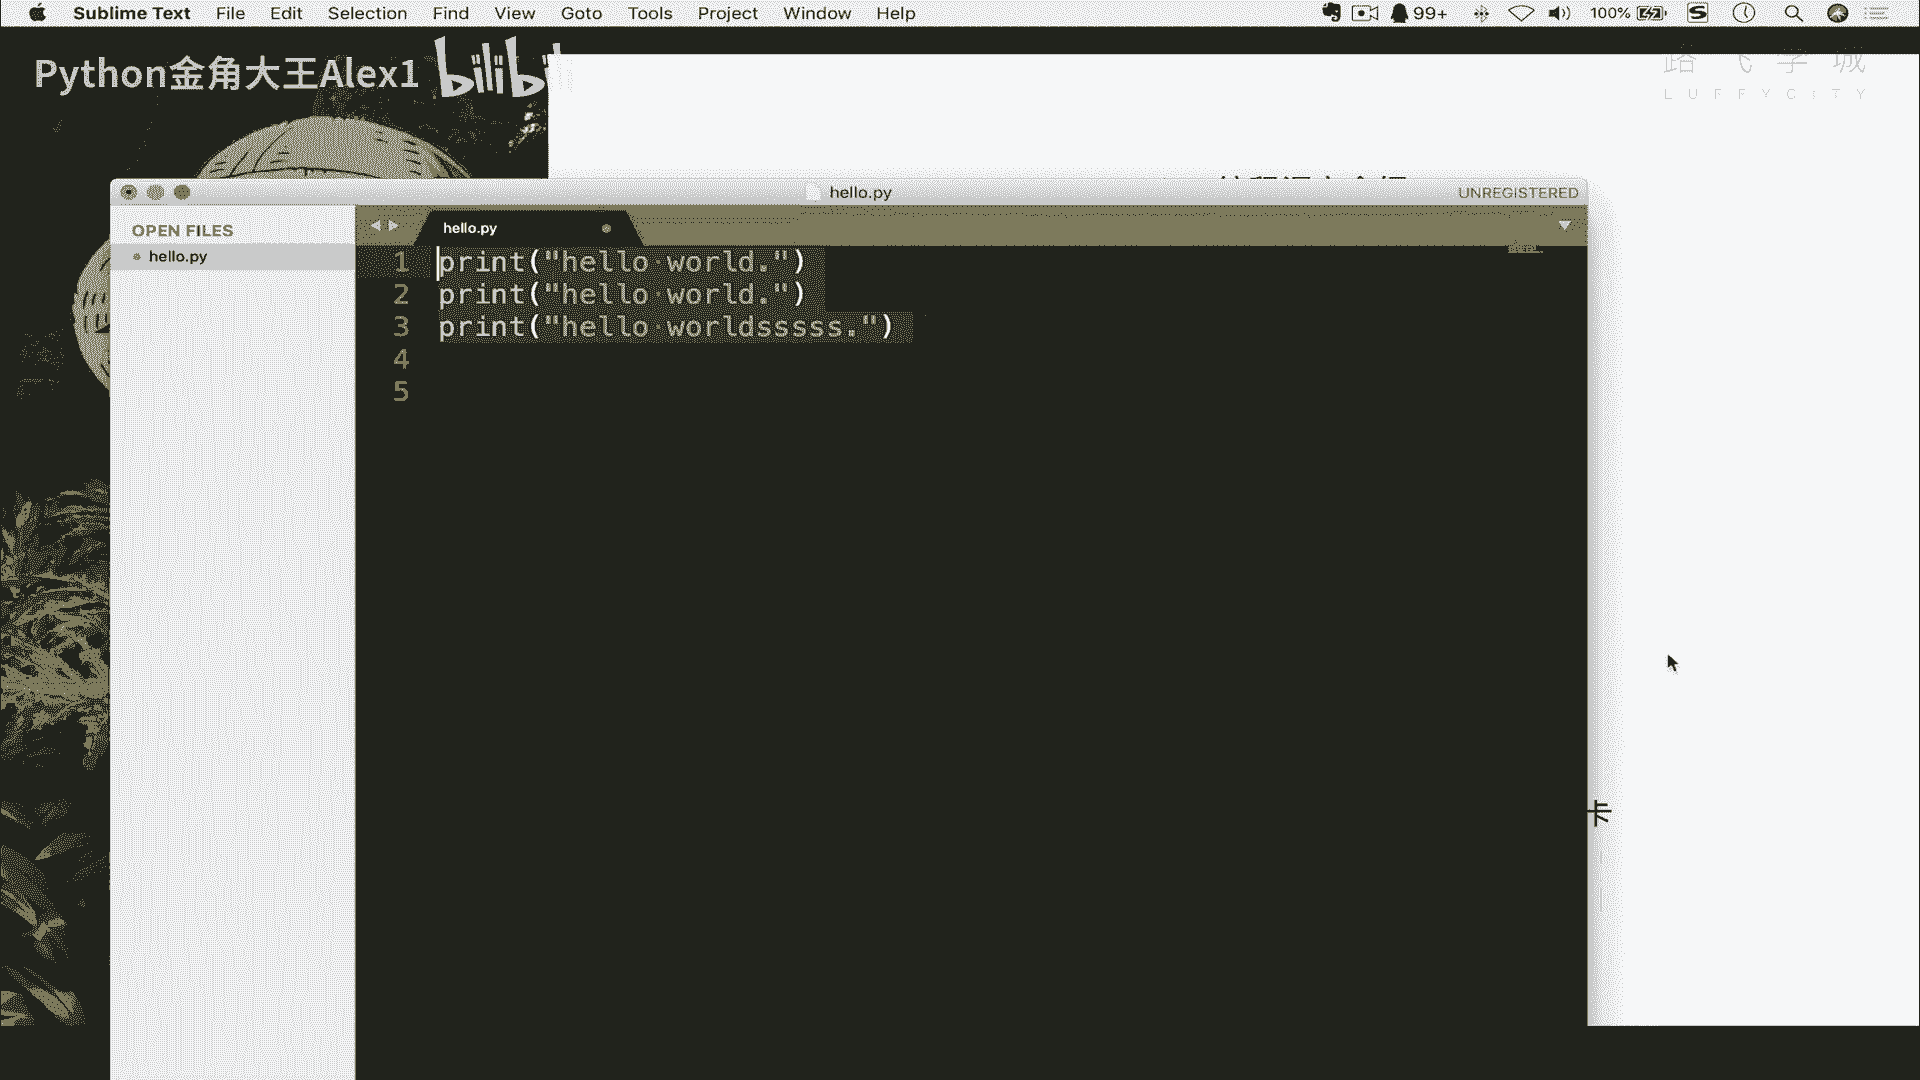 Sublime Text File Edit Selection Find View Goto Tools Project Window Help 99+ 100%
Python金角大王Alex1 bilibili
路飞学城
LUFFYCITY
hello.py UNREGISTERED
OPEN FILES
hello.py
hello.py
1 print("hello world.")
2 print("hello world.")
3 print("hello worldsssss.")
4
5
卡